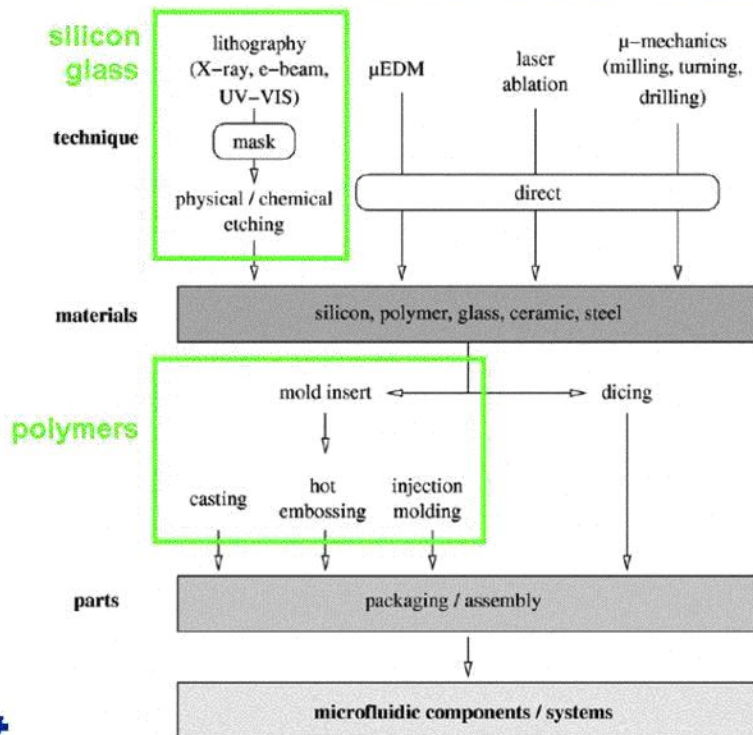 silicon
glass
lithography
(X-ray, e-beam,
UV-VIS)
μEDM
laser
ablation
μ-mechanics
(milling, turning,
drilling)
technique
mask
direct
physical / chemical
etching
materials
silicon, polymer, glass, ceramic, steel
polymers
mold insert
dicing
casting
hot
embossing
injection
molding
parts
packaging / assembly
microfluidic components / systems